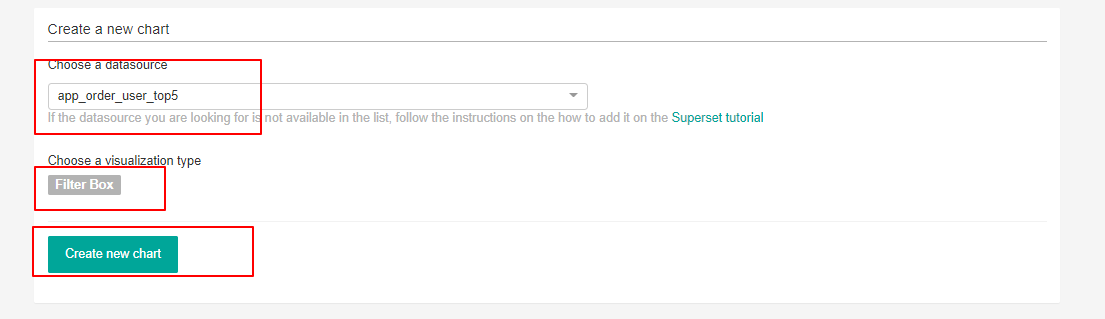 Create a new chart
Choose a datasource
app_order_user_top5
If the datasource you are looking for is not available in the list, follow the instructions on the how to add it on the Superset tutorial
Choose a visualization type
Filter Box
Create new chart